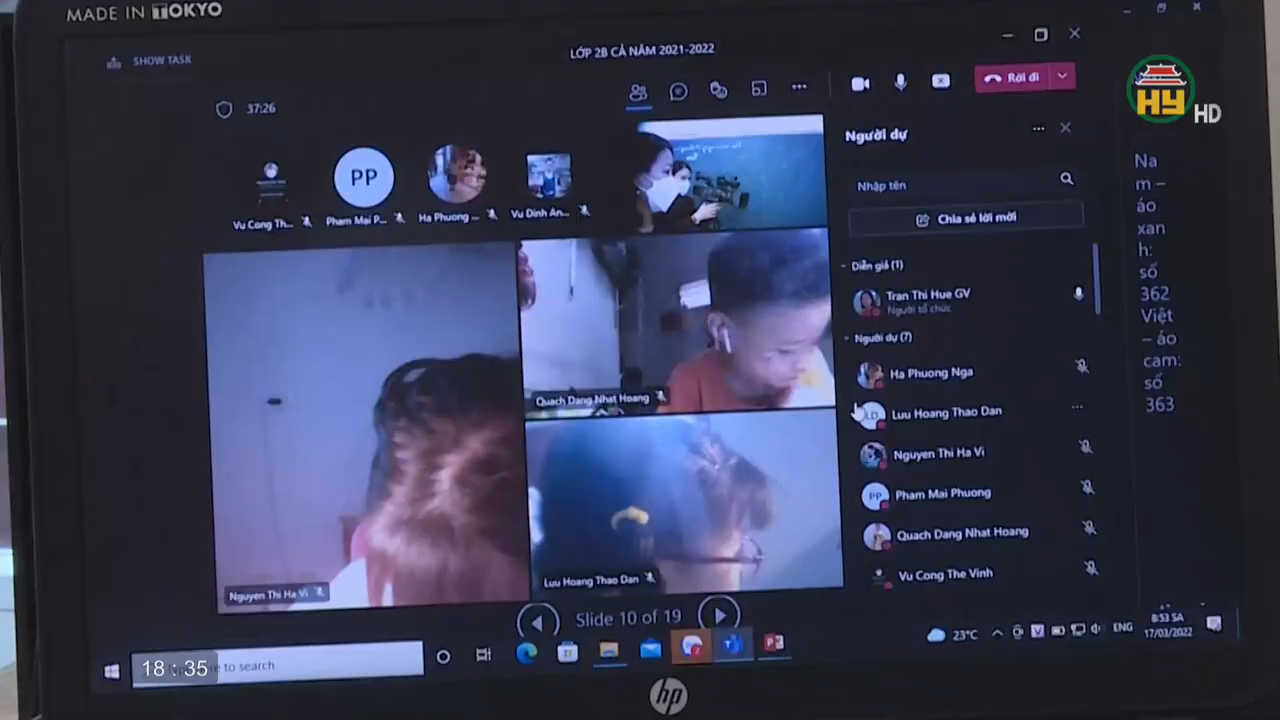 MADE IN TOKYO
SHOW TASK
LỚP 2B CẢ NĂM 2021-2022
37:26
Rời đi
HY HD
Người dự
Nhập tên
Chia sẻ lời mời
Diễn giả (1)
Tran Thi Hue GV
Người tổ chức
Người dự (7)
Ha Phuong Nga
Luu Hoang Thao Dan
Nguyen Thi Ha Vi
PP
Pham Mai Phuong
Quach Dang Nhat Hoang
Vu Cong The Vinh
PP
Vu Cong Th...
Pham Mai P...
Ha Phuong ...
Vu Dinh An...
Quach Dang Nhat Hoang
Nguyen Thi Ha Vi
Luu Hoang Thao Dan
Na
m –
áo
xan
h:
số
362
Việt
– áo
cam:
số
363
Slide 10 of 19
18 : 35
to search
23°C
ENG
8:53 SA
17/03/2022
hp